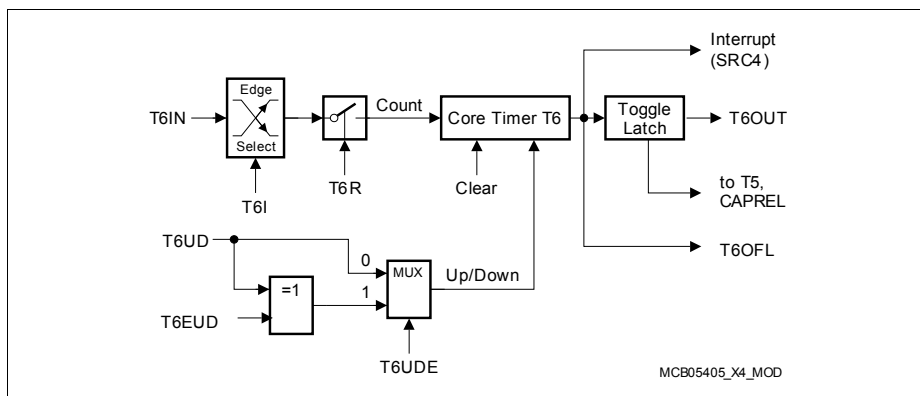 Interrupt
(SRC4)
Edge
Select
T6IN
Count
Core Timer T6
Toggle
Latch
T6OUT
T6I
T6R
Clear
to T5,
CAPREL
T6UD
0
MUX
Up/Down
T6OFL
=1
1
T6EUD
T6UDE
MCB05405_X4_MOD